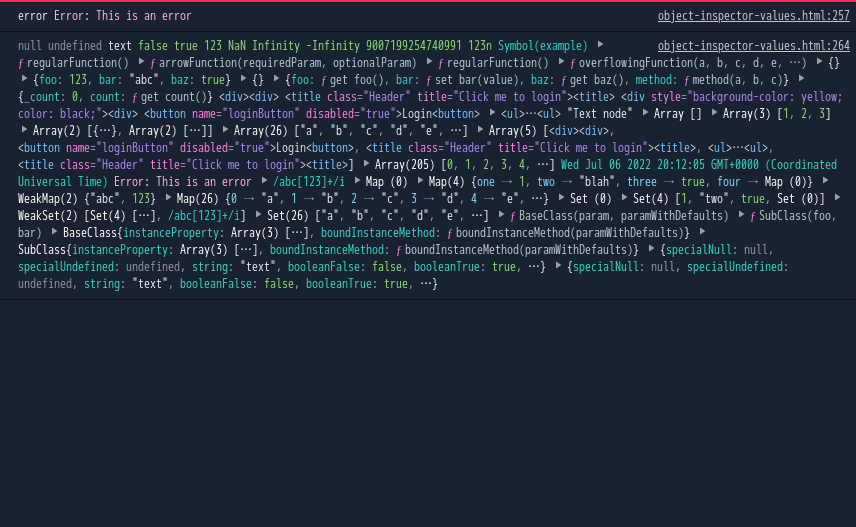 error Error: This is an error object-inspector-values.html:257
null undefined text false true 123 NaN Infinity -Infinity 9007199254740991 123n Symbol(example) ▶ object-inspector-values.html:264
ƒ regularFunction() ▶ ƒ arrowFunction(requiredParam, optionalParam) ▶ ƒ regularFunction() ▶ ƒ overflowingFunction(a, b, c, d, e, …) ▶ {}
▶ {foo: 123, bar: "abc", baz: true} ▶ {} ▶ {foo: ƒ get foo(), bar: ƒ set bar(value), baz: ƒ get baz(), method: ƒ method(a, b, c)} ▶
{_count: 0, count: ƒ get count()} <div><div> <title class="Header" title="Click me to login"><title> <div style="background-color: yellow;
color: black;"><div> <button name="loginButton" disabled="true">Login<button> ▶ <ul>…<ul> "Text node" ▶ Array [] ▶ Array(3) [1, 2, 3]
▶ Array(2) [{…}, Array(2) […]] ▶ Array(26) ["a", "b", "c", "d", "e", …] ▶ Array(5) [<div><div>,
<button name="loginButton" disabled="true">Login<button>, <title class="Header" title="Click me to login"><title>, <ul>…<ul>,
<title class="Header" title="Click me to login"><title>] ▶ Array(205) [0, 1, 2, 3, 4, …] Wed Jul 06 2022 20:12:05 GMT+0000 (Coordinated
Universal Time) Error: This is an error ▶ /abc[123]+/i ▶ Map (0) ▶ Map(4) {one → 1, two → "blah", three → true, four → Map (0)} ▶
WeakMap(2) {"abc", 123} ▶ Map(26) {0 → "a", 1 → "b", 2 → "c", 3 → "d", 4 → "e", …} ▶ Set (0) ▶ Set(4) [1, "two", true, Set (0)] ▶
WeakSet(2) [Set(4) […], /abc[123]+/i] ▶ Set(26) ["a", "b", "c", "d", "e", …] ▶ ƒ BaseClass(param, paramWithDefaults) ▶ ƒ SubClass(foo,
bar) ▶ BaseClass{instanceProperty: Array(3) […], boundInstanceMethod: ƒ boundInstanceMethod(paramWithDefaults)} ▶
SubClass{instanceProperty: Array(3) […], boundInstanceMethod: ƒ boundInstanceMethod(paramWithDefaults)} ▶ {specialNull: null,
specialUndefined: undefined, string: "text", booleanFalse: false, booleanTrue: true, …} ▶ {specialNull: null, specialUndefined:
undefined, string: "text", booleanFalse: false, booleanTrue: true, …}